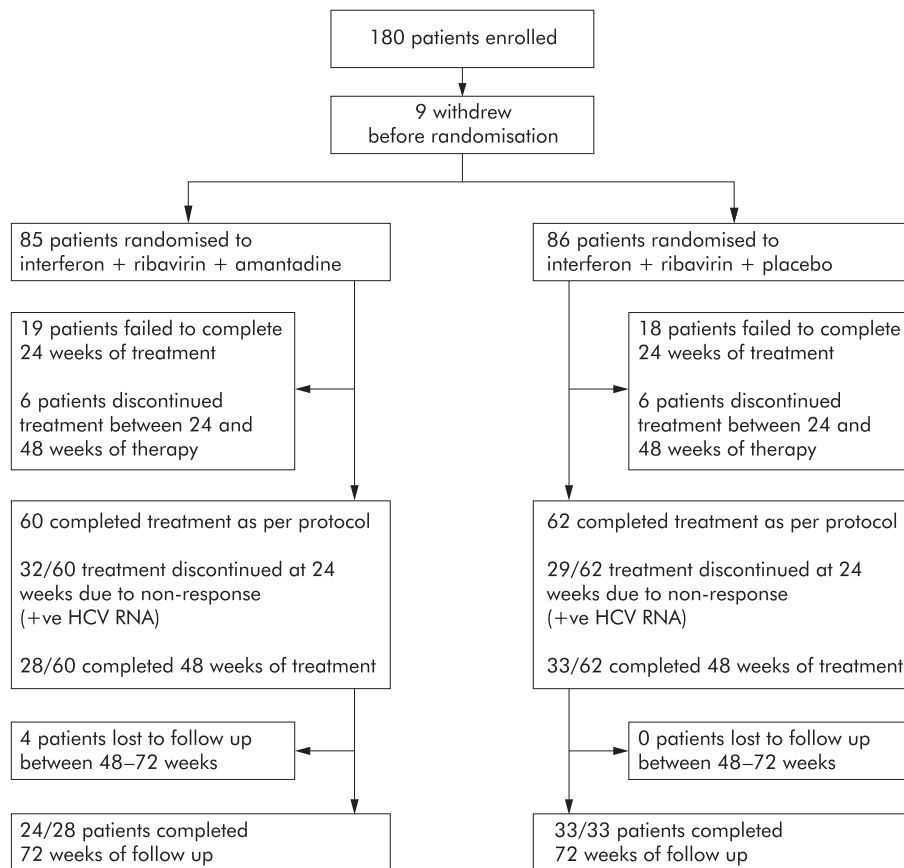 180 patients enrolled
9 withdrew
before randomisation
85 patients randomised to
interferon + ribavirin + amantadine
86 patients randomised to
interferon + ribavirin + placebo
19 patients failed to complete
24 weeks of treatment
6 patients discontinued
treatment between 24 and
48 weeks of therapy
18 patients failed to complete
24 weeks of treatment
6 patients discontinued
treatment between 24 and
48 weeks of therapy
60 completed treatment as per protocol
32/60 treatment discontinued at 24
weeks due to non-response
(+ve HCV RNA)
28/60 completed 48 weeks of treatment
62 completed treatment as per protocol
29/62 treatment discontinued at 24
weeks due to non-response
(+ve HCV RNA)
33/62 completed 48 weeks of treatment
4 patients lost to follow up
between 48–72 weeks
0 patients lost to follow up
between 48–72 weeks
24/28 patients completed
72 weeks of follow up
33/33 patients completed
72 weeks of follow up